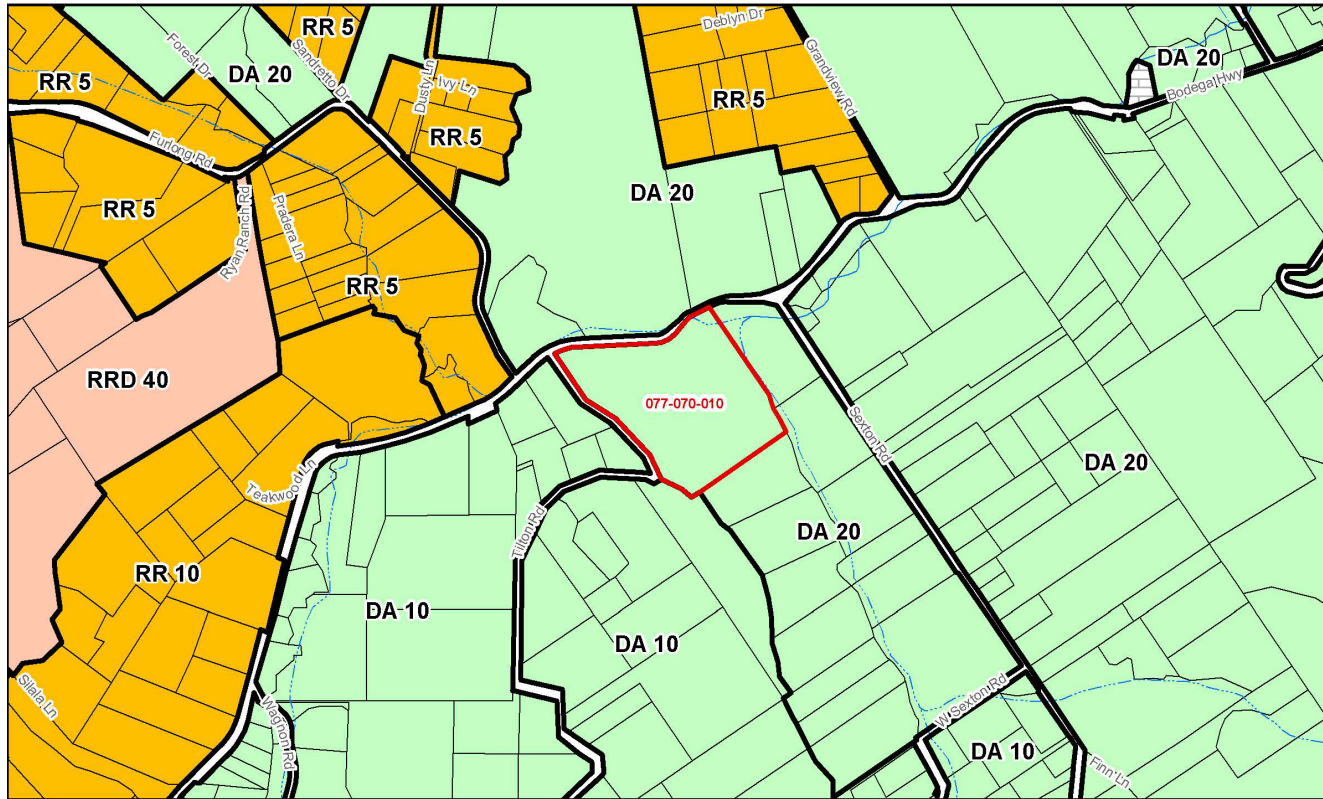 RR 5
Deblyn Dr
Forest Dr
Sandretto Dr
DA 20
DA 20
RR 5
Dusty Ln
Ivy Ln
Grandview Rd
Bodega Hwy
RR 5
RR 5
Furlong Rd
DA 20
RR 5
Ryan Ranch Rd
Pradera Ln
RR 5
RRD 40
077-070-010
Sexton Rd
DA 20
Teakwood Ln
Tilton Rd
DA 20
RR 10
DA 10
DA 10
Silala Ln
Wagnon Rd
W Sexton Rd
DA 10
Finn Ln